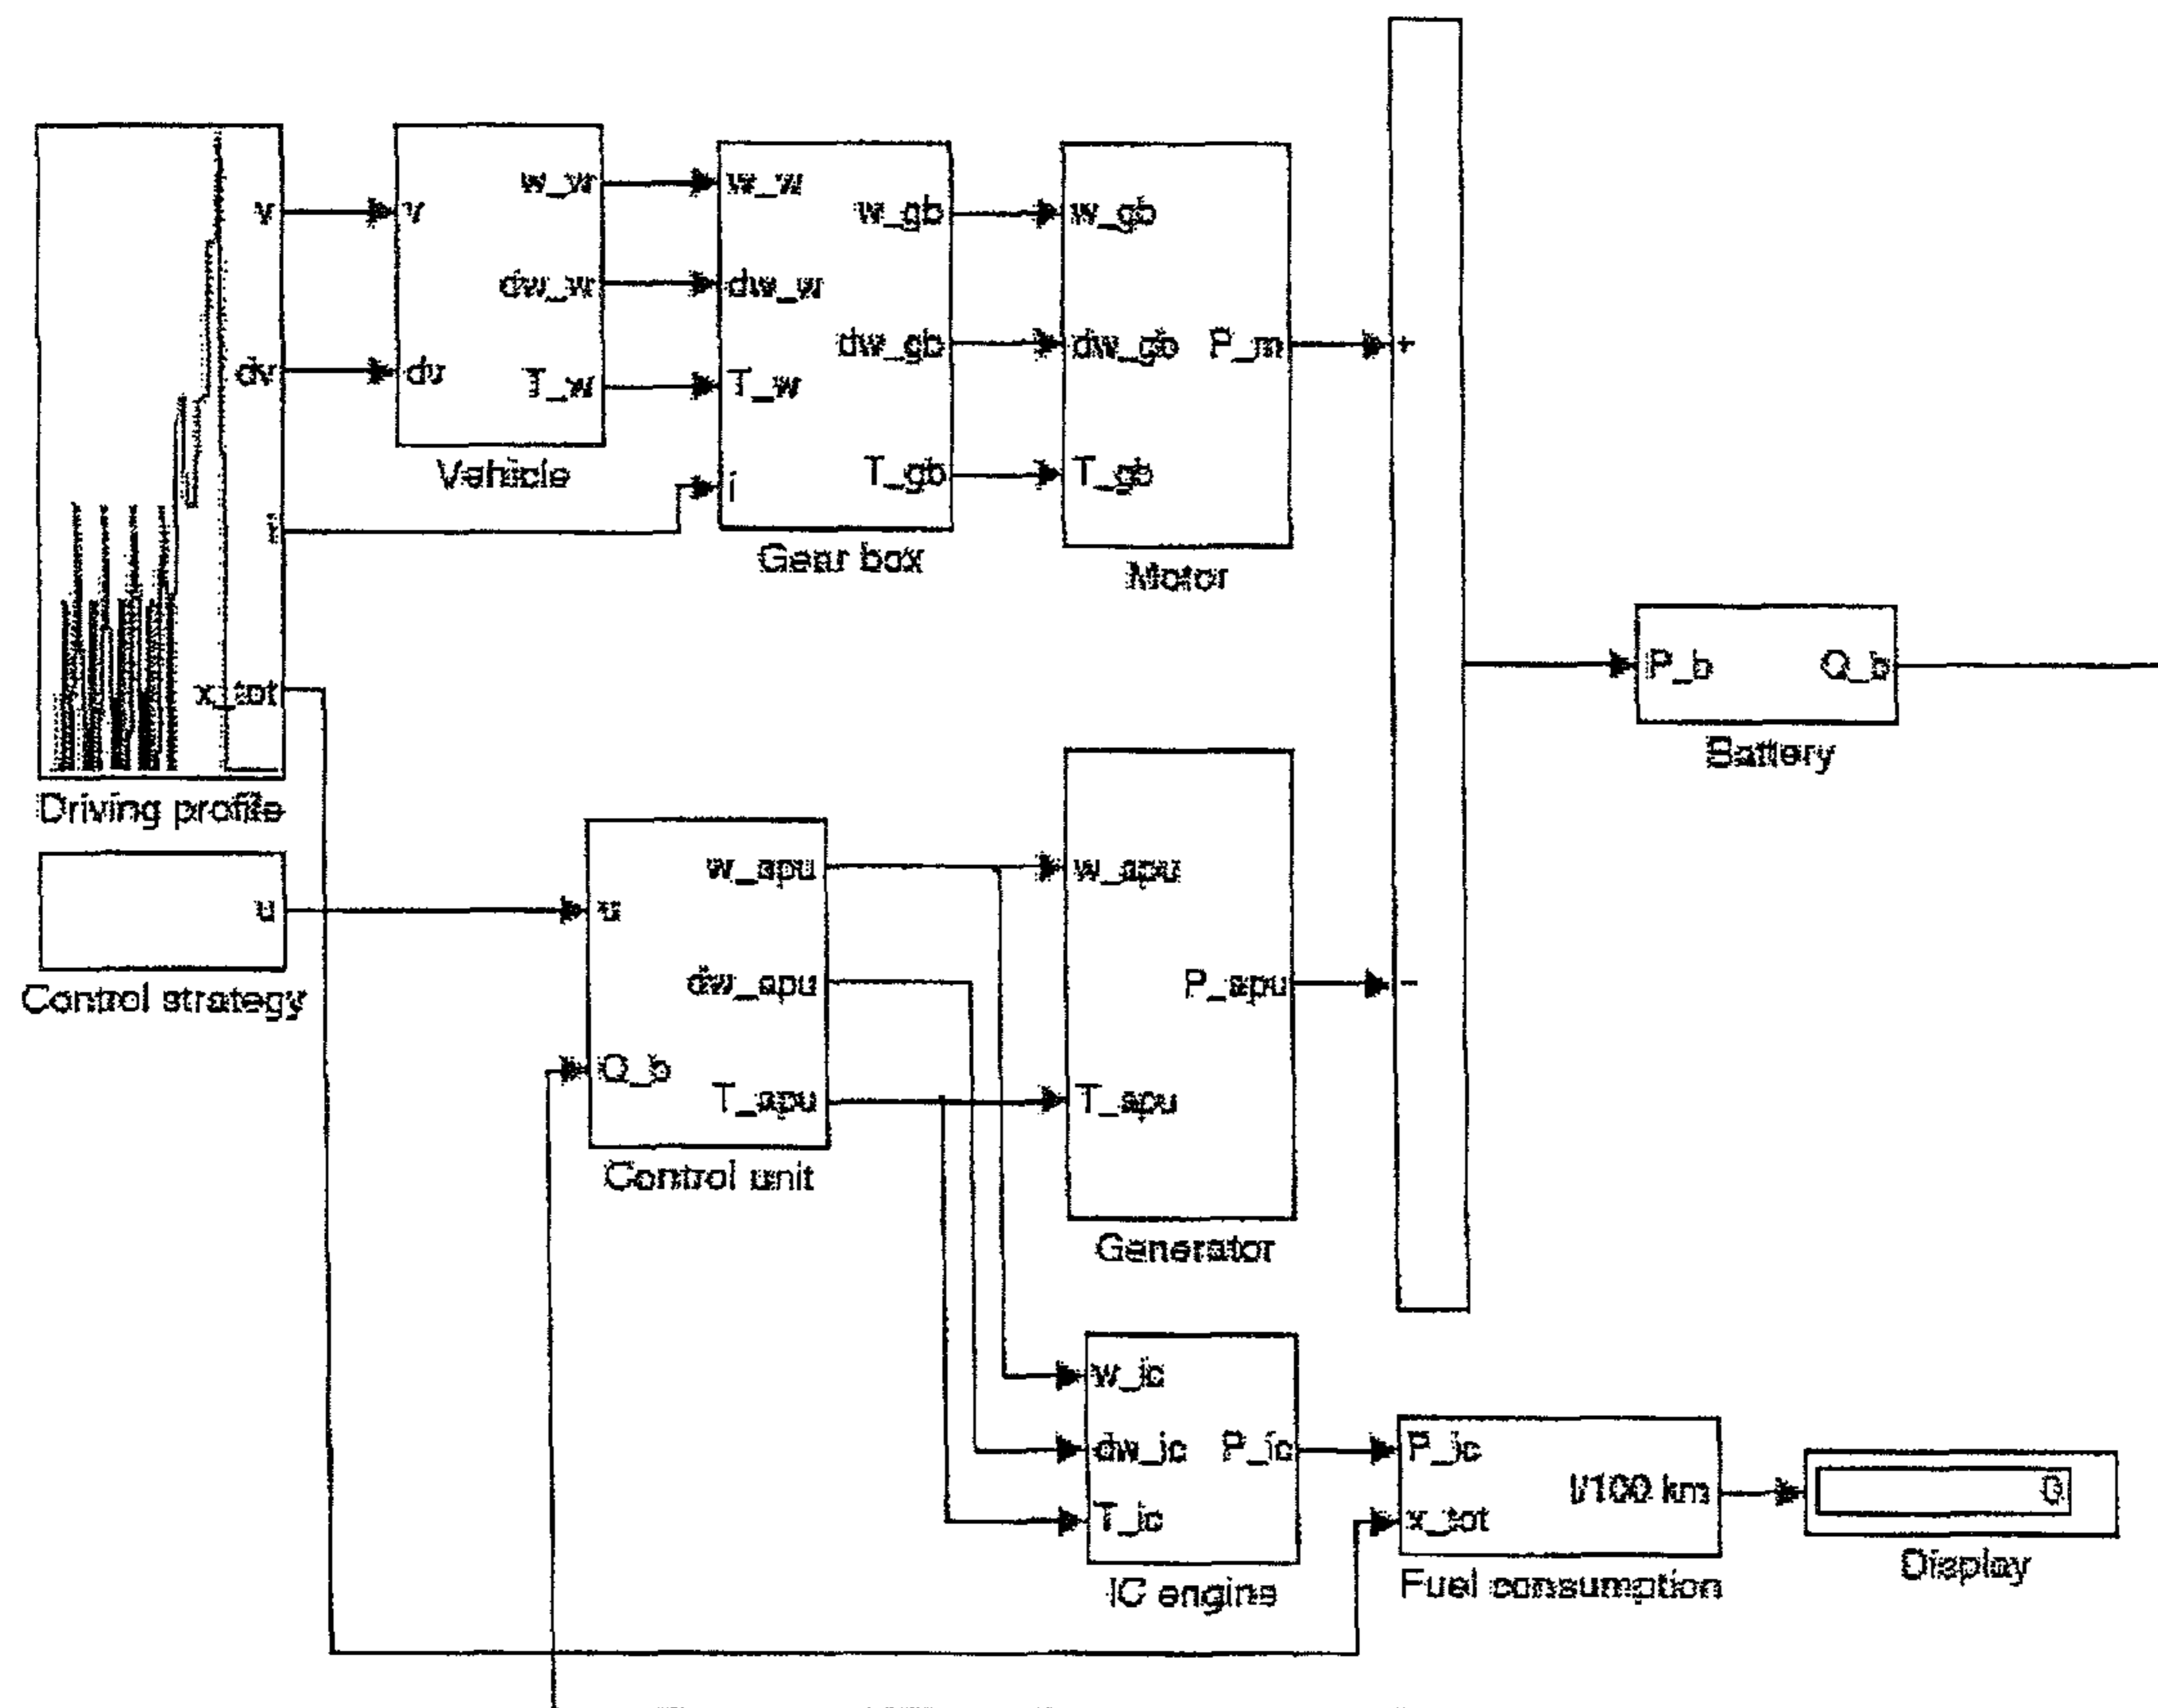 v
dv
i
x_tot
Driving profile
v
dv
w_w
dw_w
T_w
Vehicle
w_w
dw_w
T_w
i
w_gb
dw_gb
T_gb
Gear box
w_gb
dw_gb
T_gb
P_m
Motor
+
-
P_b
Q_b
Battery
u
Control strategy
u
Q_b
w_apu
dw_apu
T_apu
Control unit
w_apu
T_apu
P_apu
Generator
w_ic
dw_ic
T_ic
P_ic
IC engine
P_ic
x_tot
l/100 km
Fuel consumption
0
Display